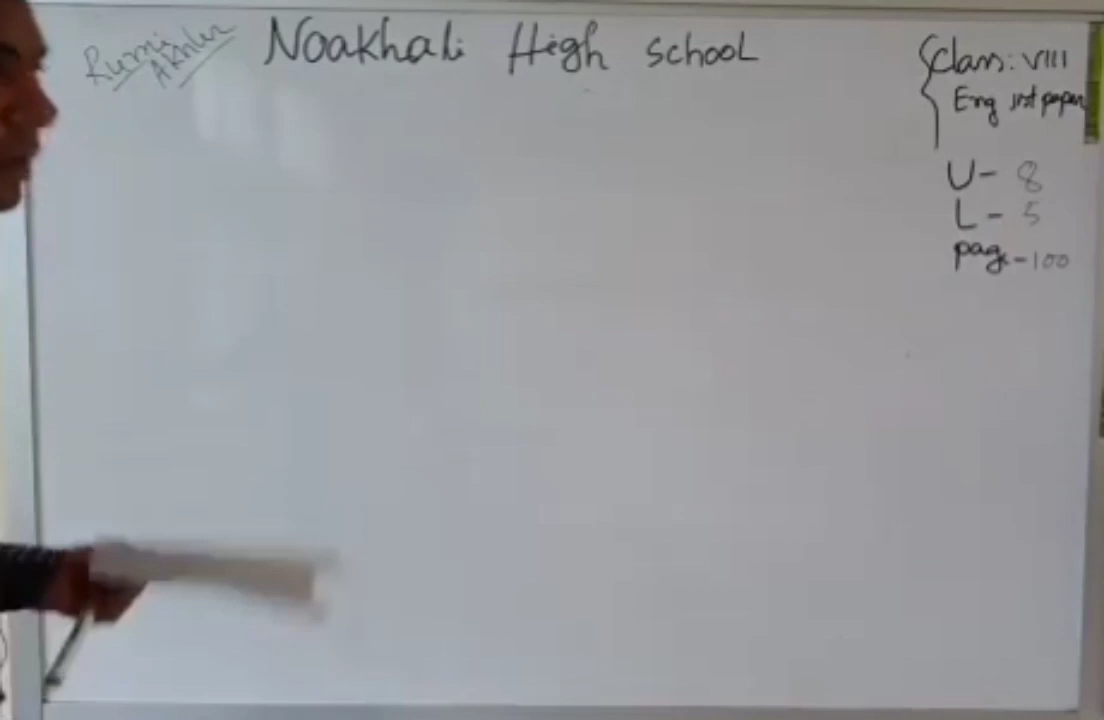 Rumi
Akhter
Noakhali High school
Class: VIII
Eng 1st paper
U- 8
L - 5
page-100